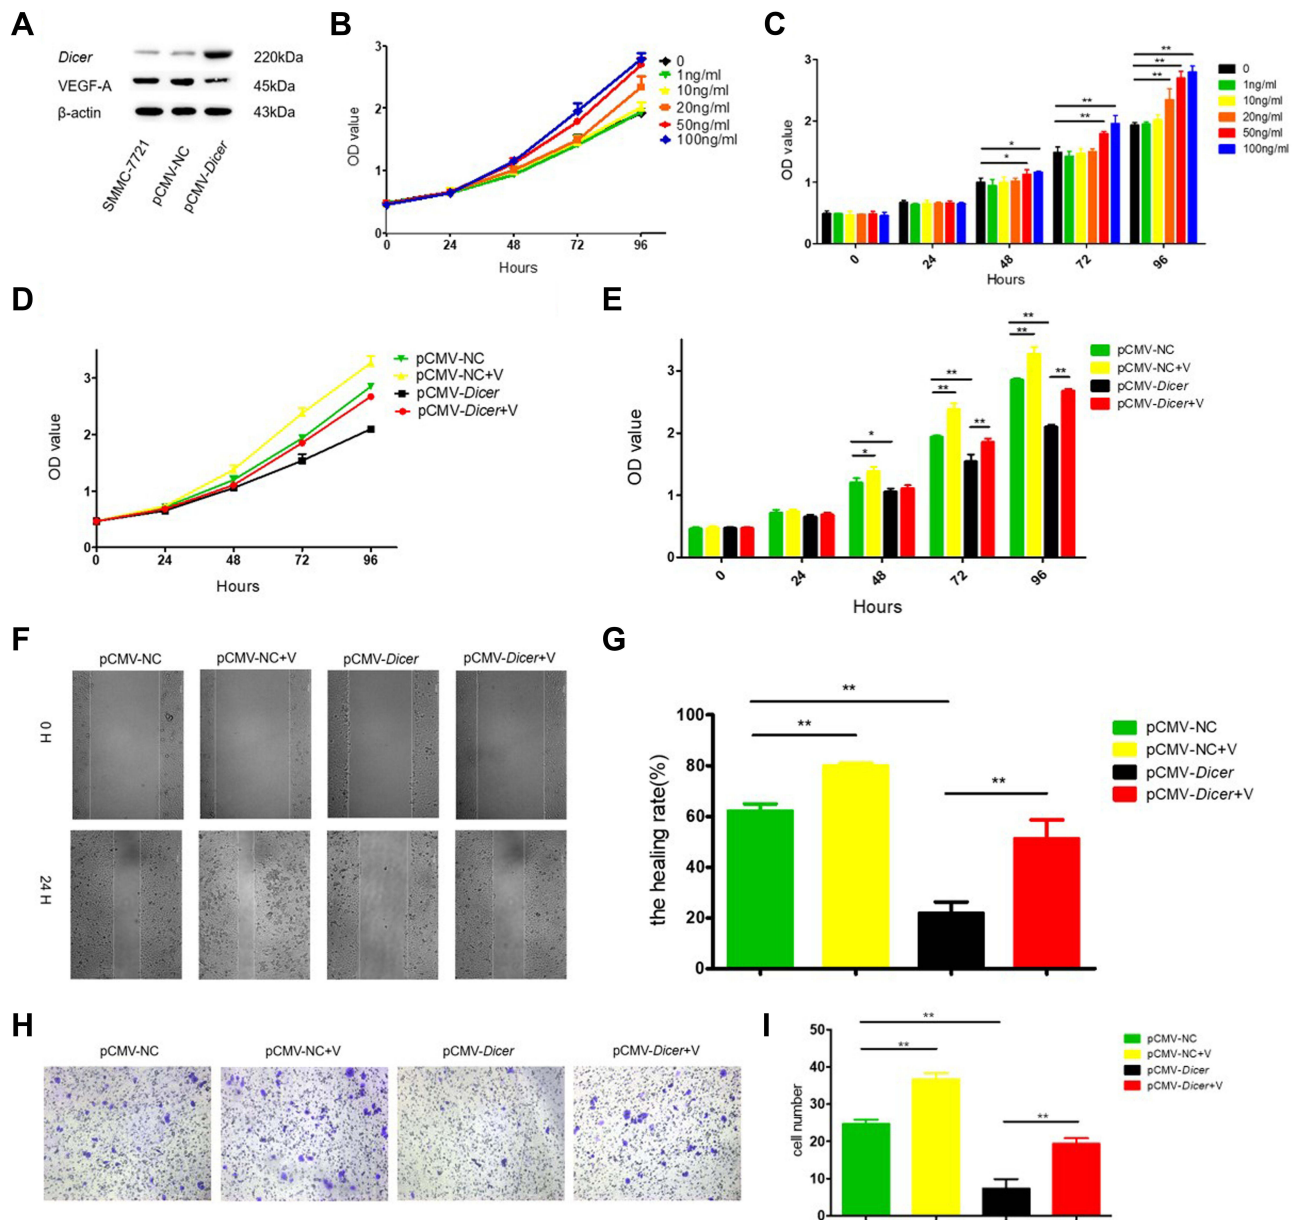 A
Dicer 220kDa
VEGF-A 45kDa
β-actin 43kDa
SMMC-7721
pCMV-NC
pCMV-Dicer
B
3
2
1
0
OD value
0 24 48 72 96
Hours
0
1ng/ml
10ng/ml
20ng/ml
50ng/ml
100ng/ml
C
3
2
1
0
OD value
* *
** **
** ** **
0 24 48 72 96
Hours
0
1ng/ml
10ng/ml
20ng/ml
50ng/ml
100ng/ml
D
3
2
1
0
OD value
0 24 48 72 96
Hours
pCMV-NC
pCMV-NC+V
pCMV-Dicer
pCMV-Dicer+V
E
3
2
1
0
OD value
* *
** ** **
** ** **
0 24 48 72 96
Hours
pCMV-NC
pCMV-NC+V
pCMV-Dicer
pCMV-Dicer+V
F
pCMV-NC pCMV-NC+V pCMV-Dicer pCMV-Dicer+V
0 H
24 H
G
100
80
60
40
20
0
the healing rate(%)
**
**
**
pCMV-NC
pCMV-NC+V
pCMV-Dicer
pCMV-Dicer+V
H
pCMV-NC pCMV-NC+V pCMV-Dicer pCMV-Dicer+V
I
50
40
30
20
10
0
cell number
**
**
**
pCMV-NC
pCMV-NC+V
pCMV-Dicer
pCMV-Dicer+V